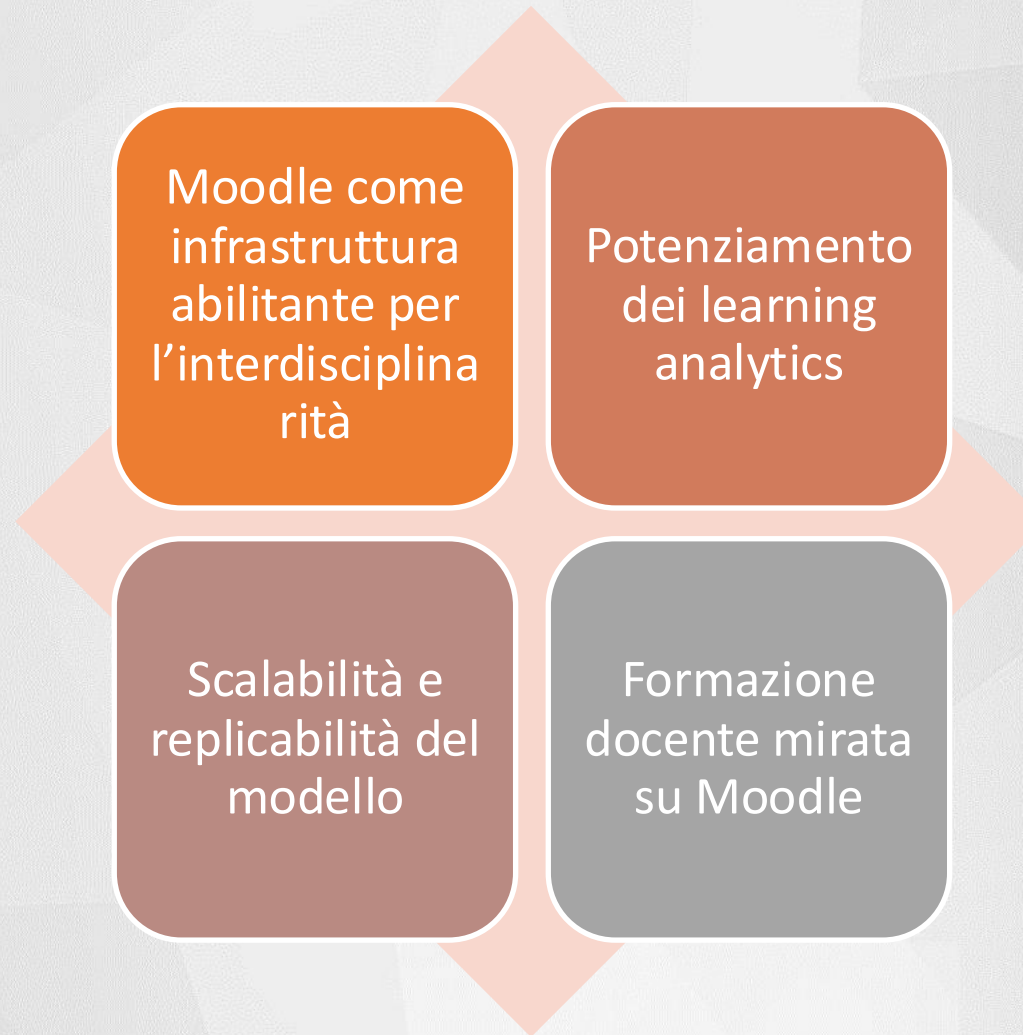 Moodle come
infrastruttura
abilitante per
l’interdisciplina
rità
Potenziamento
dei learning
analytics
Scalabilità e
replicabilità del
modello
Formazione
docente mirata
su Moodle